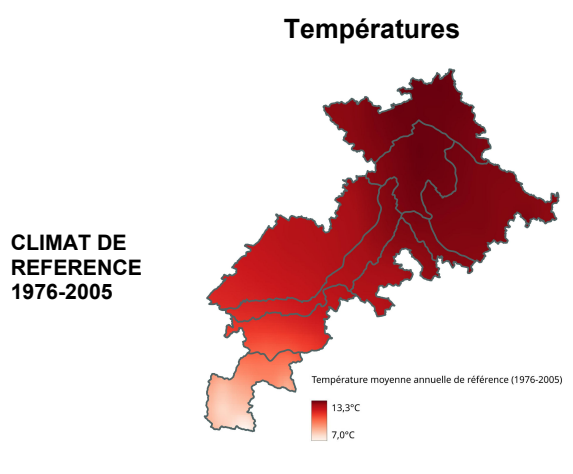 Températures
CLIMAT DE
REFERENCE
1976-2005
Température moyenne annuelle de référence (1976-2005)
13,3°C
7,0°C